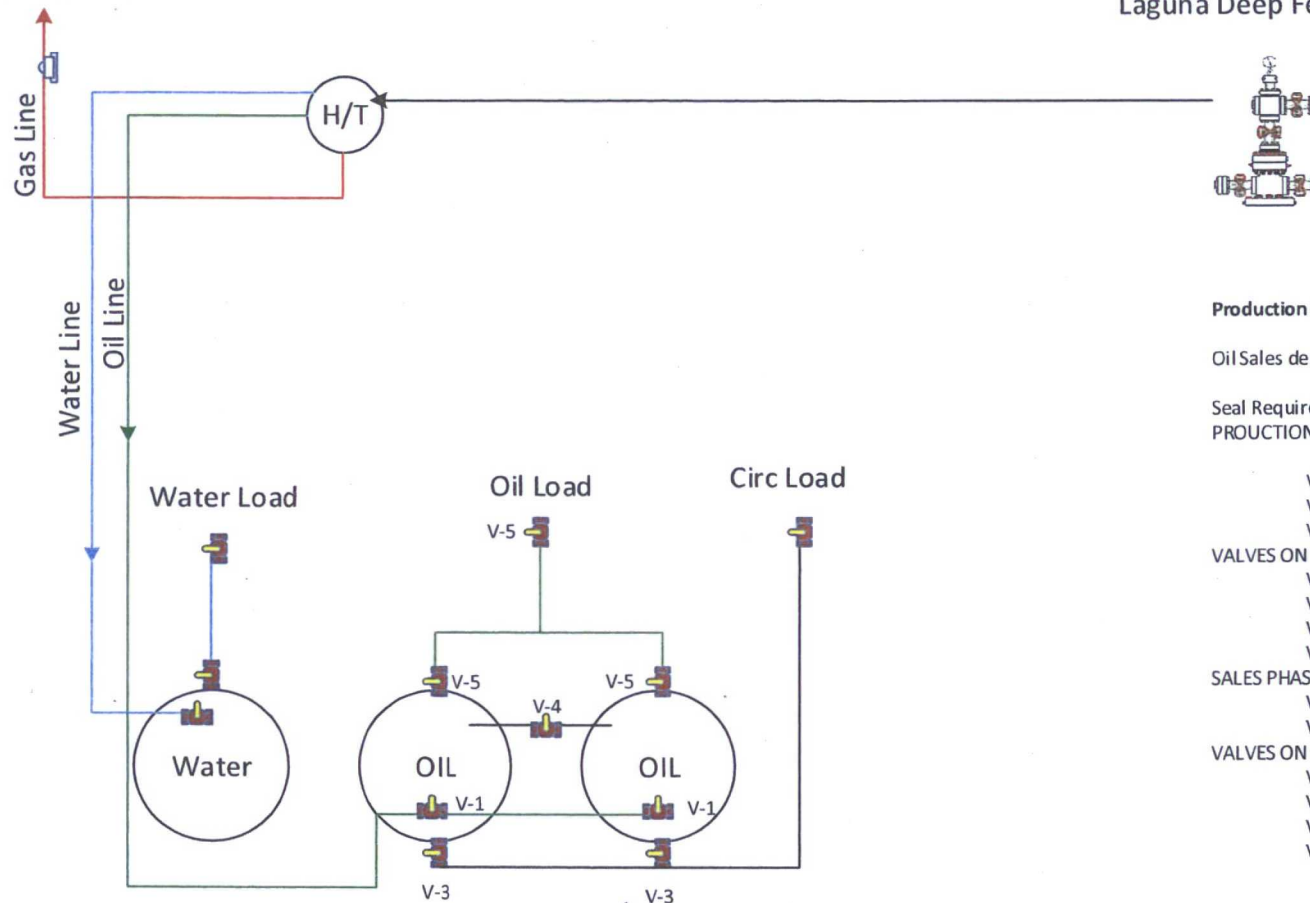 Laguna Deep Fe
Gas Line
H/T
Water Line
Oil Line
Production
Oil Sales de
Seal Require
PROUCTION
V
V
V
VALVES ON
V
V
V
V
SALES PHAS
V
V
VALVES ON
V
V
V
V
Water Load
Oil Load
Circ Load
V-5
V-5
V-5
V-4
Water
OIL
OIL
V-1
V-1
V-3
V-3